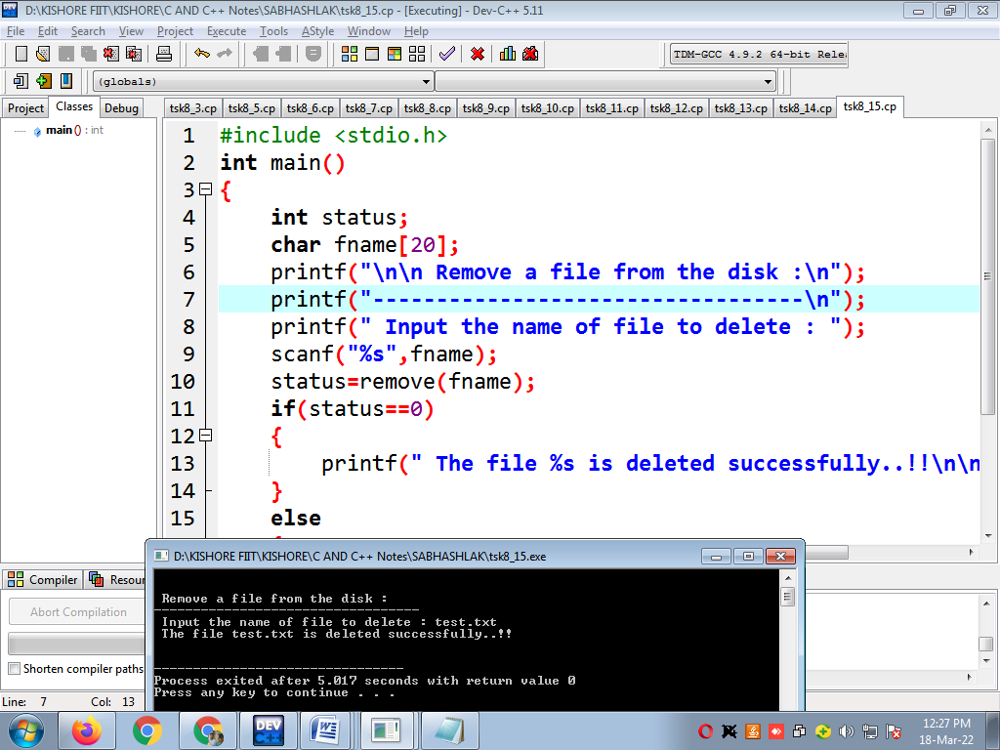 D:\KISHORE FIIT\KISHORE\C AND C++ Notes\SABHASHLAK\tsk8_15.cp - [Executing] - Dev-C++ 5.11
File Edit Search View Project Execute Tools AStyle Window Help
TDM-GCC 4.9.2 64-bit Rele
(globals)
Project Classes Debug
tsk8_3.cp tsk8_5.cp tsk8_6.cp tsk8_7.cp tsk8_8.cp tsk8_9.cp tsk8_10.cp tsk8_11.cp tsk8_12.cp tsk8_13.cp tsk8_14.cp tsk8_15.cp
main () : int
1 #include <stdio.h>
2 int main()
3 {
4 int status;
5 char fname[20];
6 printf("\n\n Remove a file from the disk :\n");
7 printf("----------------------------------\n");
8 printf(" Input the name of file to delete : ");
9 scanf("%s",fname);
10 status=remove(fname);
11 if(status==0)
12 {
13 printf(" The file %s is deleted successfully..!!\n\n
14 }
15 else
D:\KISHORE FIIT\KISHORE\C AND C++ Notes\SABHASHLAK\tsk8_15.exe
Compiler Resour
Abort Compilation
Shorten compiler paths
Remove a file from the disk :
----------------------------------
Input the name of file to delete : test.txt
The file test.txt is deleted successfully..!!
--------------------------------
Process exited after 5.017 seconds with return value 0
Press any key to continue . . .
Line: 7 Col: 13
DEV C++
12:27 PM
18-Mar-22